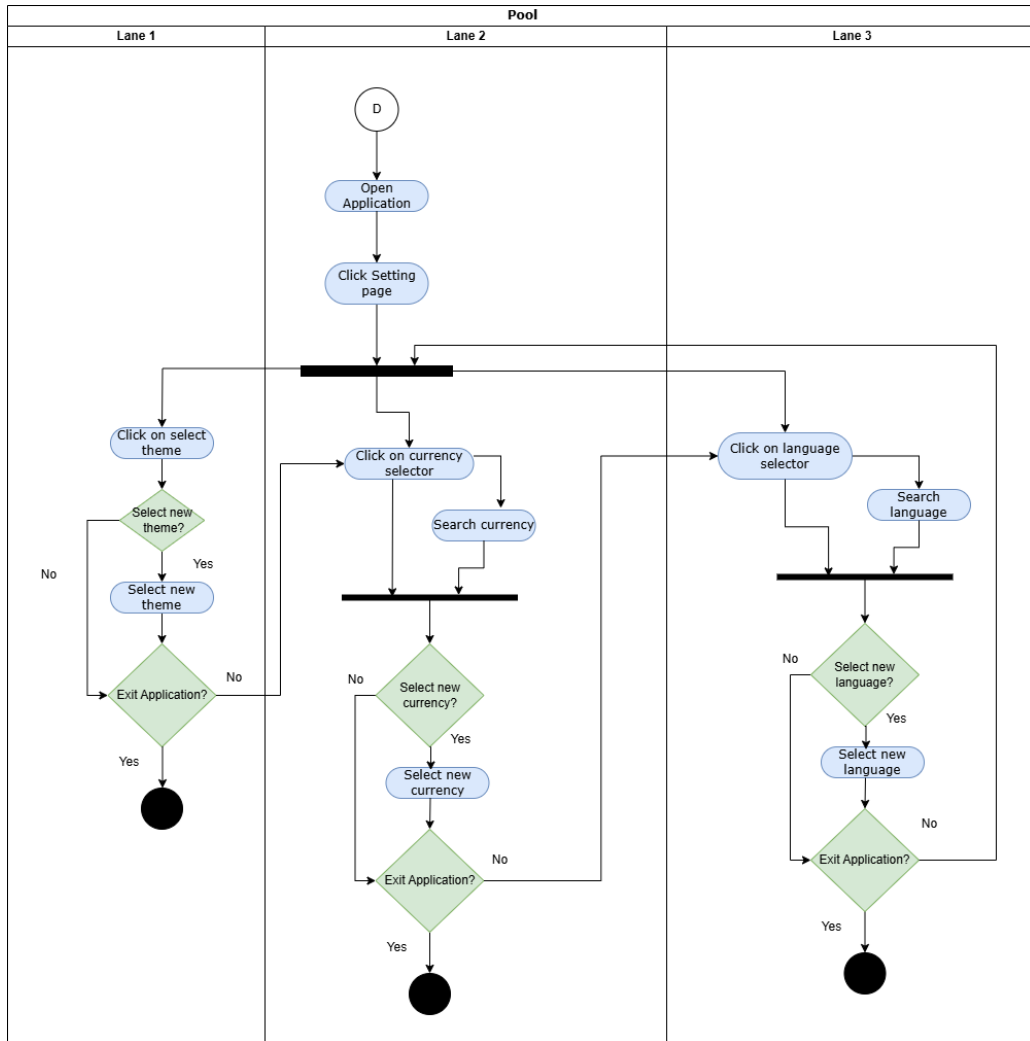 Pool
Lane 1
Lane 2
Lane 3
D
Open
Application
Click Setting
page
Click on select
theme
Select new
theme?
No
Yes
Select new
theme
Exit Application?
No
Yes
Click on currency
selector
Search currency
Select new
currency?
No
Yes
Select new
currency
Exit Application?
No
Yes
Click on language
selector
Search
language
Select new
language?
No
Yes
Select new
language
Exit Application?
No
Yes